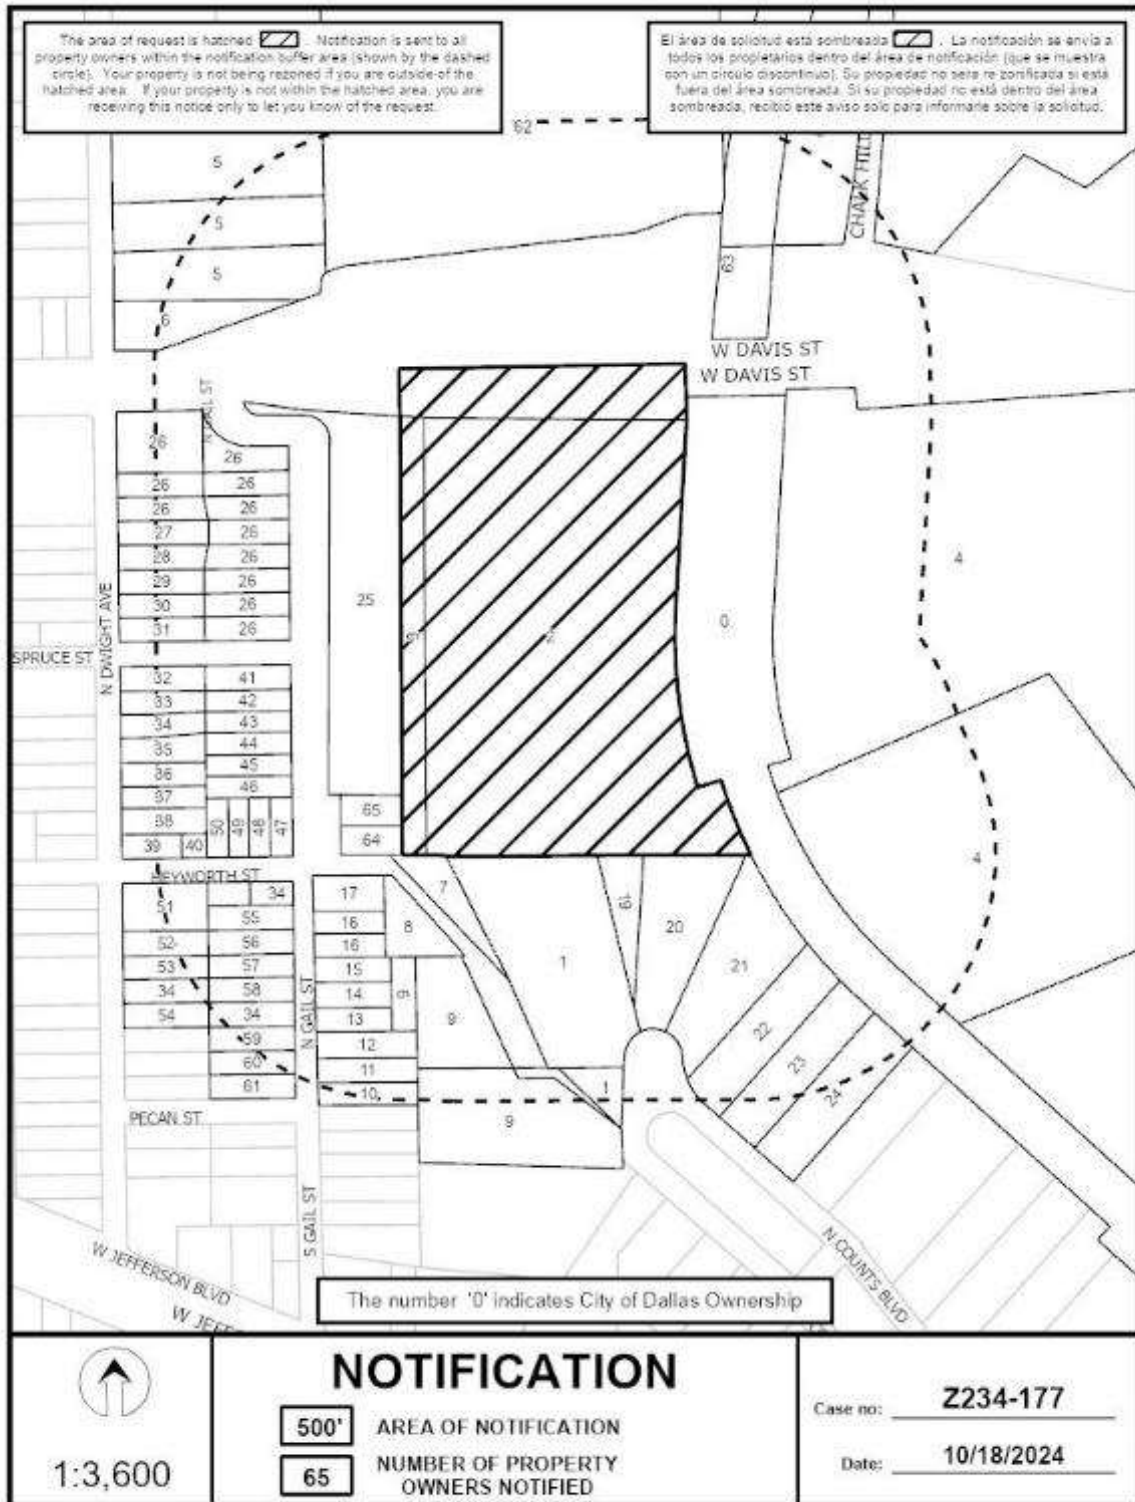 The area of request is hatched . Notification is sent to all
property owners within the notification buffer area (shown by the dashed
circle). Your property is not being rezoned if you are outside of the
hatched area. If your property is not within the hatched area, you are
receiving this notice only to let you know of the request.
El área de solicitud está sombreada . La notificación se envía a
todos los propietarios dentro del área de notificación (que se muestra
con un círculo discontinuo). Su propiedad no sera re zonificada si está
fuera del área sombreada. Si su propiedad no está dentro del área
sombreada, recibió este aviso solo para informarle sobre la solicitud.
62
5
CHALK HILL
5
5
63
6
W DAVIS ST
W DAVIS ST
N GAIL ST
26
26
26 26
26 26
27 26
28 26
29 26
30 26
31 26
25
0
4
N DWIGHT AVE
SPRUCE ST
32 41
33 42
34 43
35 44
36 45
37 46
38
39 40 50 49 48 47
65
64
4
HEYWORTH ST
51 34
55
52 56
53 57
34 58
54 34
59
60
61
N GAIL ST
17
16
16
15
14
13
12
11
10
7
8
9
9
1
1
19
20
21
22
23
24
PECAN ST
S GAIL ST
W JEFFERSON BLVD
N COUNTS BLVD
The number '0' indicates City of Dallas Ownership
1:3,600
NOTIFICATION
500' AREA OF NOTIFICATION
65 NUMBER OF PROPERTY
OWNERS NOTIFIED
Case no: Z234-177
Date: 10/18/2024